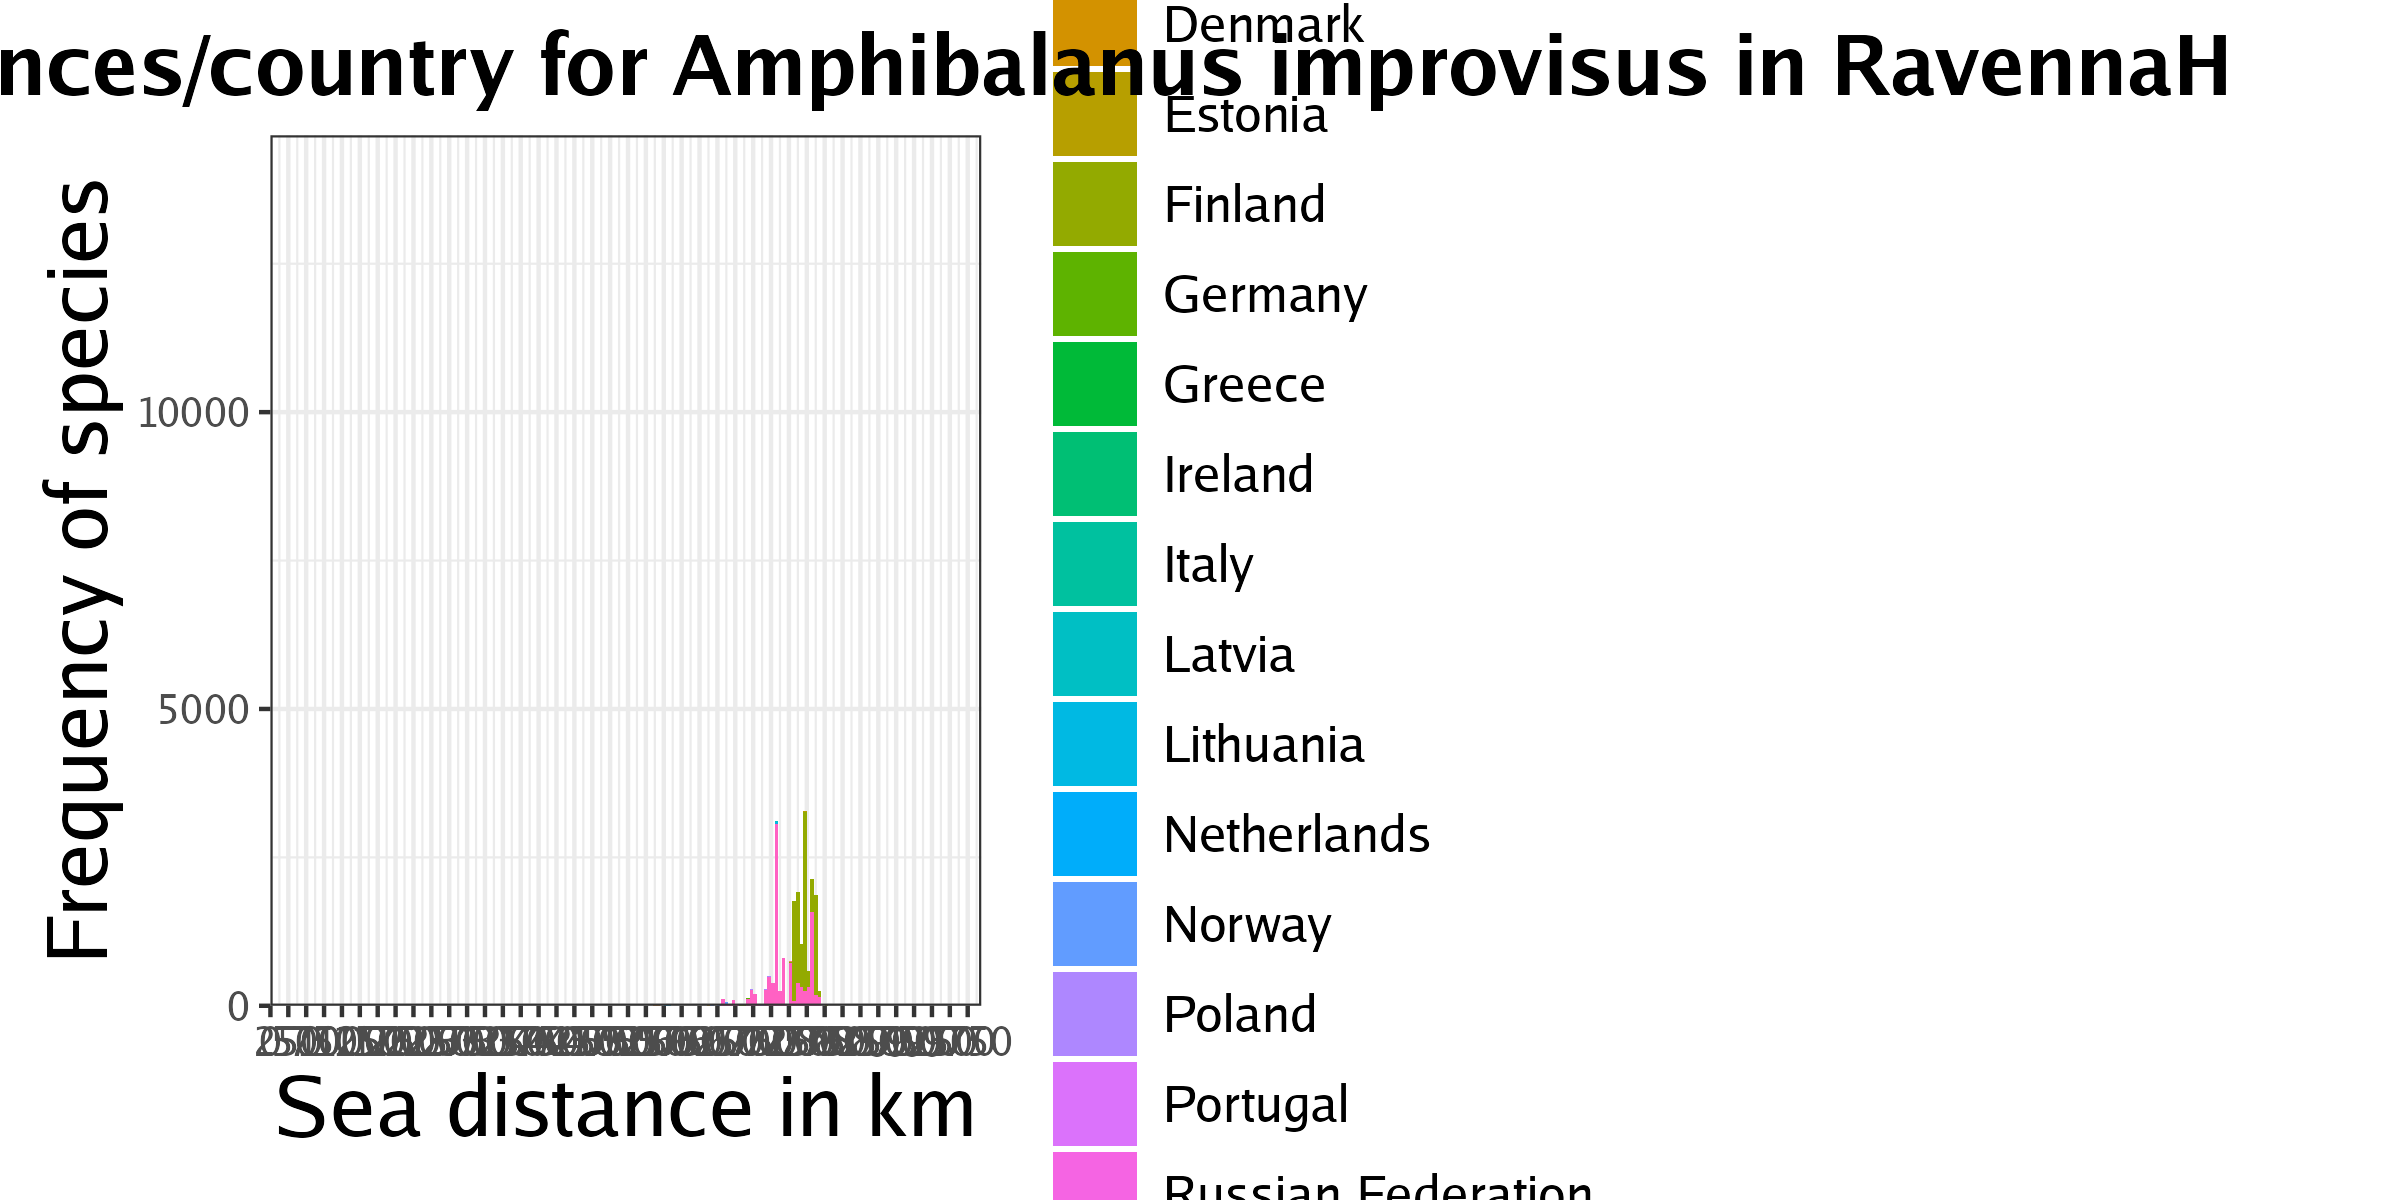 nces/country for Amphibalanus improvisus in RavennaH
Frequency of species
10000
5000
0
Sea distance in km
Denmark
Estonia
Finland
Germany
Greece
Ireland
Italy
Latvia
Lithuania
Netherlands
Norway
Poland
Portugal
Russian Federation